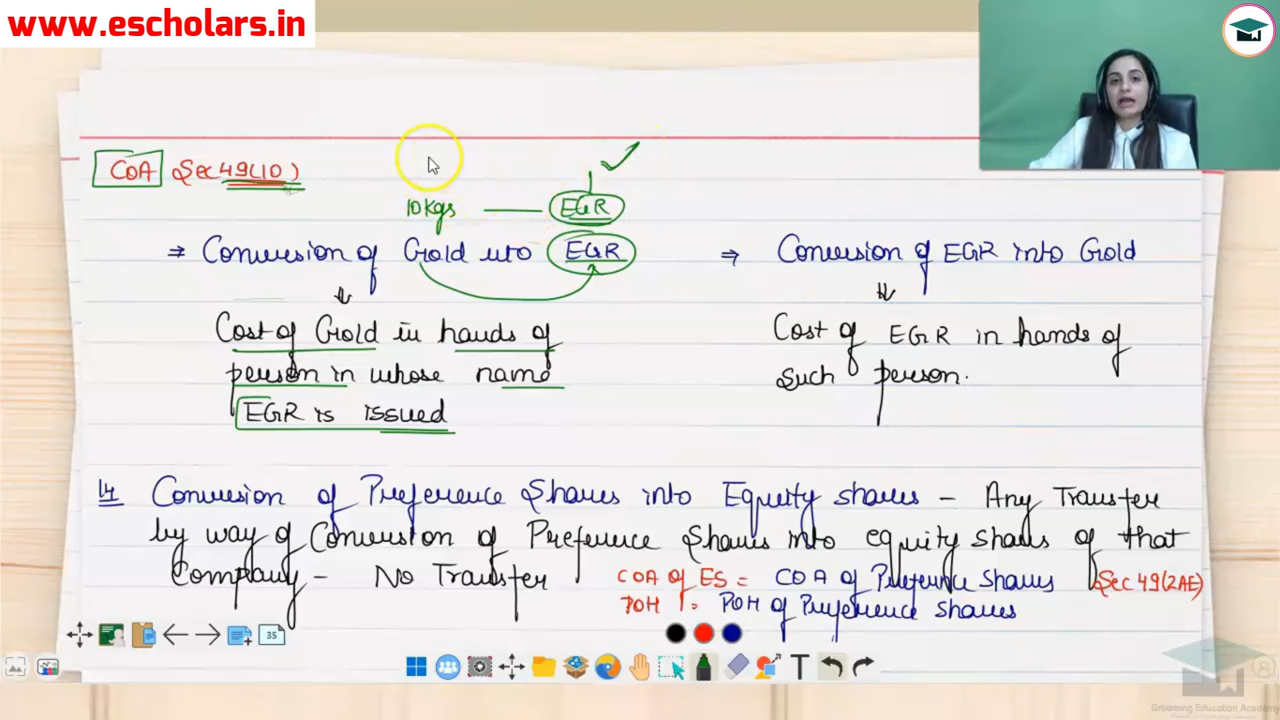 www.escholars.in
COA Sec 49(10)
10 Kgs — EGR
⇒ Conversion of Gold into EGR
Cost of Gold in hands of
person in whose name
EGR is issued
⇒ Conversion of EGR into Gold
Cost of EGR in hands of
such person.
14 Conversion of Preference Shares into Equity shares - Any Transfer
by way of Conversion of Preference Shares into equity shares of that
Company - No Transfer
COA of ES = COA of Preference Shares Sec 49(2AE)
POH " = POH of Preference shares
35
T
Grooming Education Academy